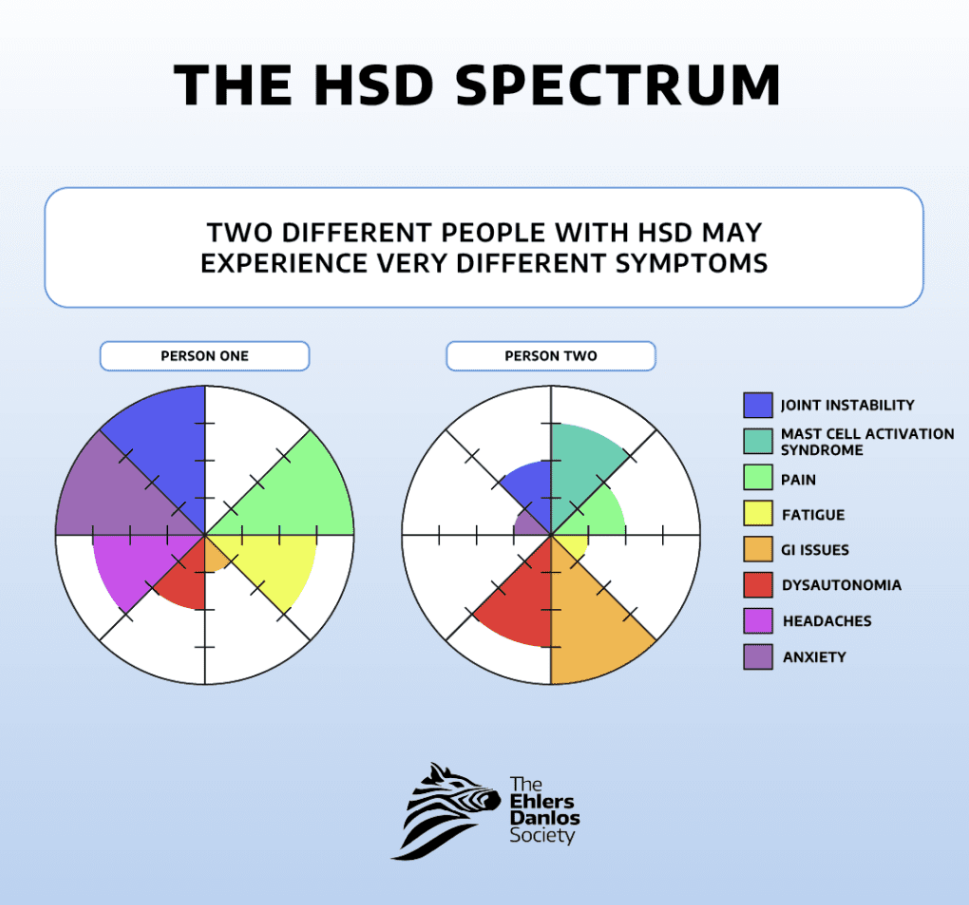 THE HSD SPECTRUM
TWO DIFFERENT PEOPLE WITH HSD MAY
EXPERIENCE VERY DIFFERENT SYMPTOMS
PERSON ONE
PERSON TWO
JOINT INSTABILITY
MAST CELL ACTIVATION
SYNDROME
PAIN
FATIGUE
GI ISSUES
DYSAUTONOMIA
HEADACHES
ANXIETY
The
Ehlers
Danlos
Society